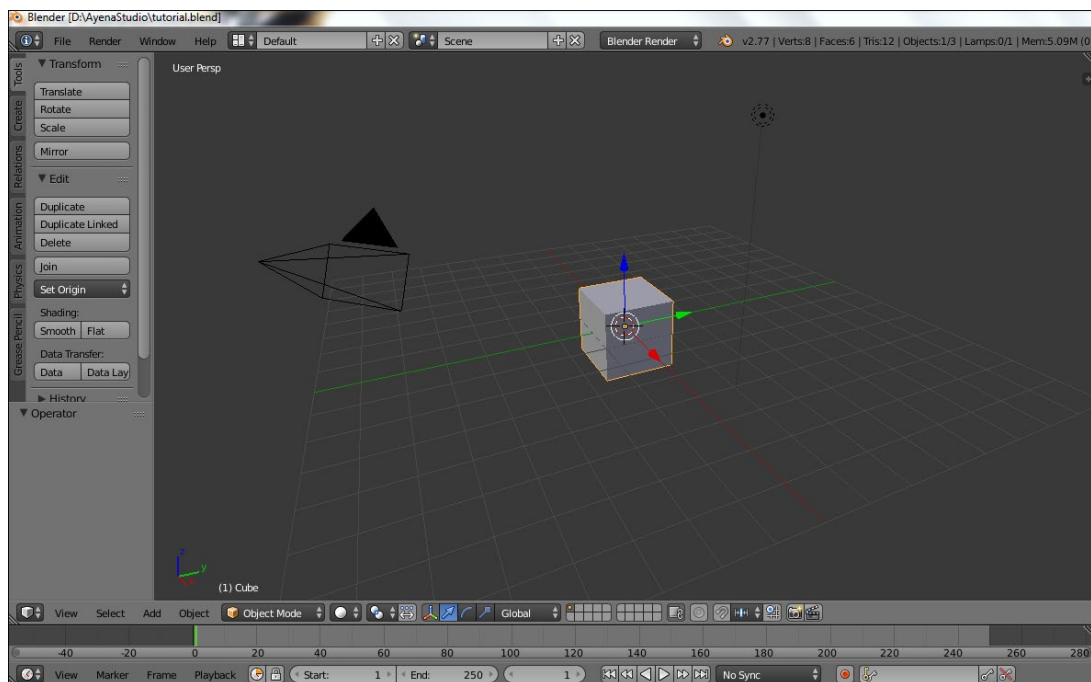 Blender [D:\AyenaStudio\tutorial.blend]
File Render Window Help Default Scene Blender Render v2.77 | Verts:8 | Faces:6 | Tris:12 | Objects:1/3 | Lamps:0/1 | Mem:5.09M (0
Tools
Create
Relations
Animation
Physics
Grease Pencil
Transform
Translate
Rotate
Scale
Mirror
Edit
Duplicate
Duplicate Linked
Delete
Join
Set Origin
Shading:
Smooth Flat
Data Transfer:
Data Data Lay
History
Operator
User Persp
z
y
(1) Cube
View Select Add Object Object Mode Global
-40 -20 0 20 40 60 80 100 120 140 160 180 200 220 240 260 280
View Marker Frame Playback Start: 1 End: 250 1 No Sync